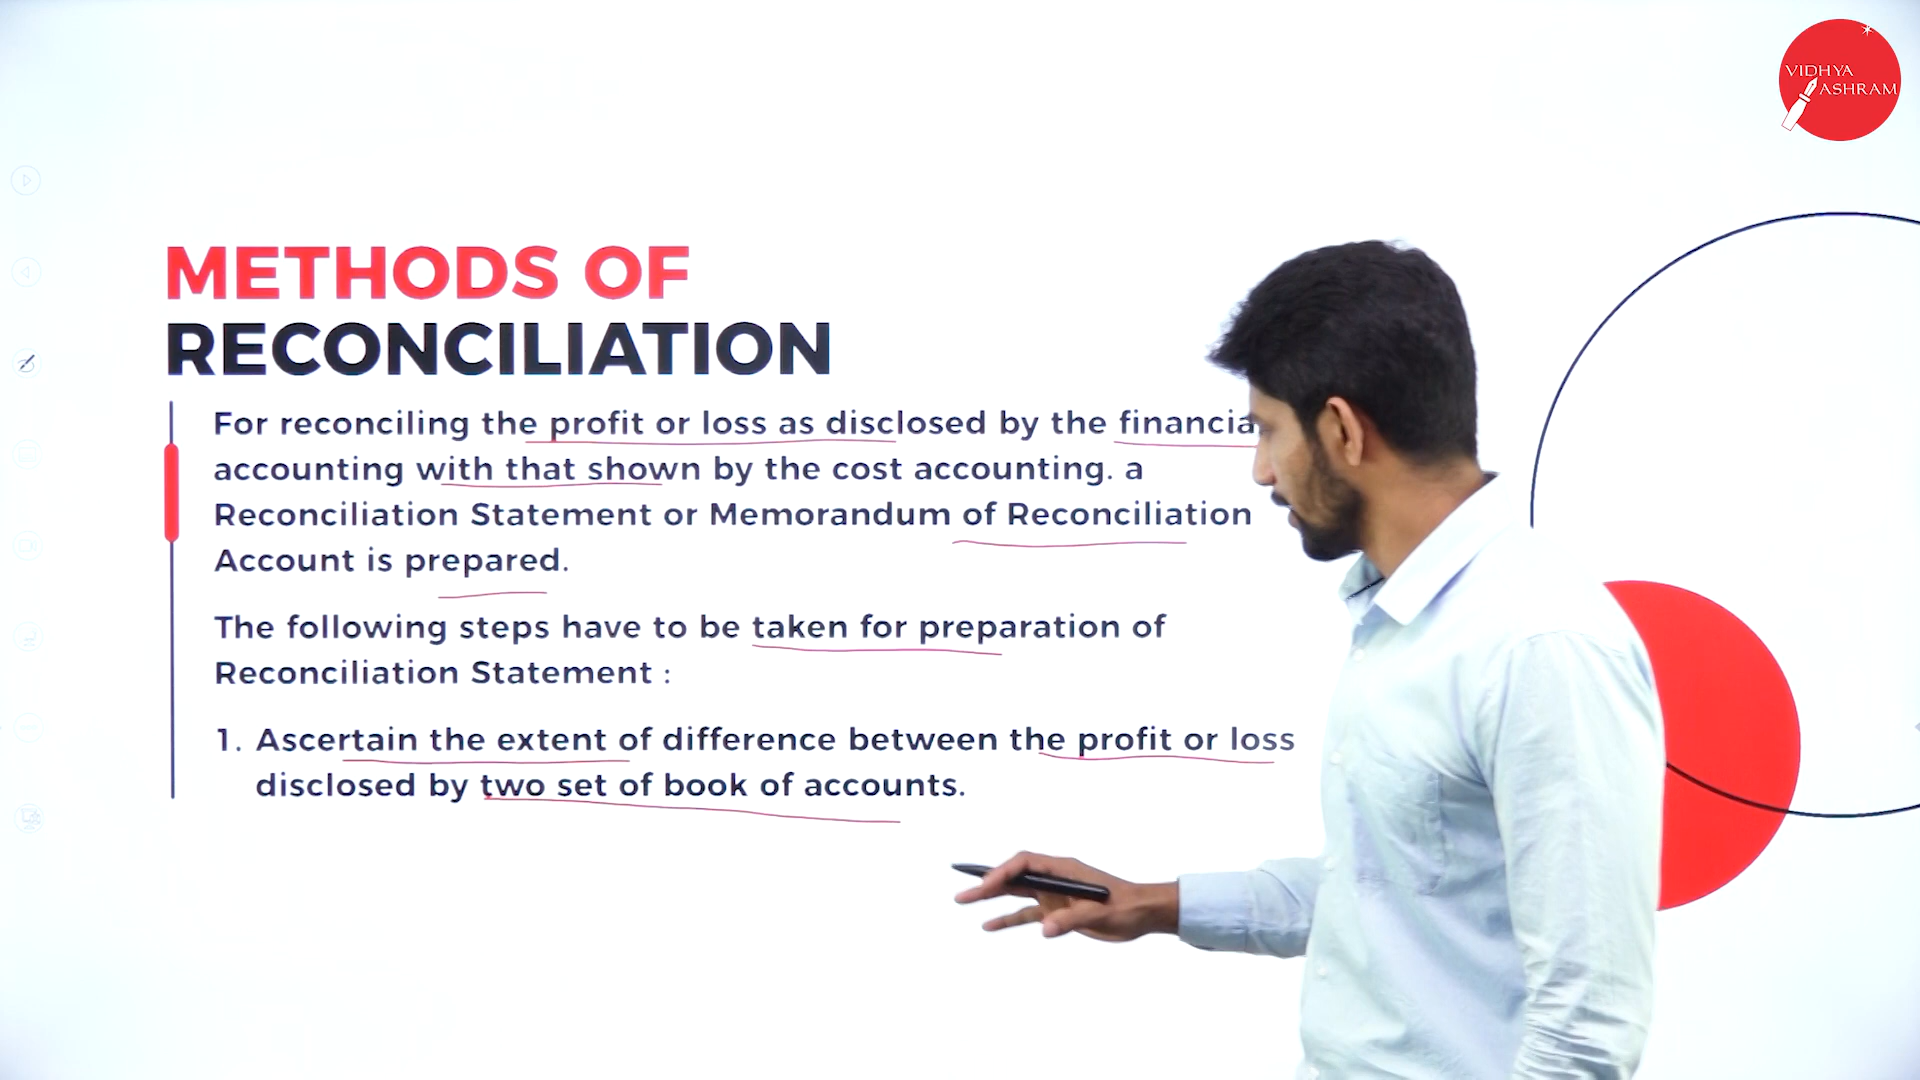 VIDHYA
ASHRAM
METHODS OF
RECONCILIATION
For reconciling the profit or loss as disclosed by the financia
accounting with that shown by the cost accounting. a
Reconciliation Statement or Memorandum of Reconciliation
Account is prepared.
The following steps have to be taken for preparation of
Reconciliation Statement :
1. Ascertain the extent of difference between the profit or loss
disclosed by two set of book of accounts.